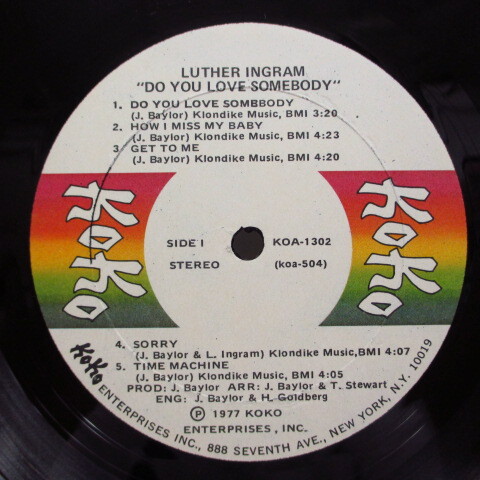 LUTHER INGRAM
"DO YOU LOVE SOMEBODY"
1. DO YOU LOVE SOMBBODY
(J. Baylor) Klondike Music, BMI 3:20
2. HOW I MISS MY BABY
(J. Baylor) Klondike Music, BMI 4:23
3. GET TO ME
(J. Baylor) Klondike Music, BMI 4:20
KOKO
KOKO
SIDE I KOA-1302
STEREO (koa-504)
4. SORRY
(J. Baylor & L. Ingram) Klondike Music, BMI 4:07
5. TIME MACHINE
(J. Baylor) Klondike Music, BMI 4:05
PROD: J. Baylor ARR: J. Baylor & T. Stewart
ENG: J. Baylor & H. Goldberg
℗ 1977 KOKO
ENTERPRISES, INC.
KoKo ENTERPRISES INC., 888 SEVENTH AVE., NEW YORK, N.Y. 10019